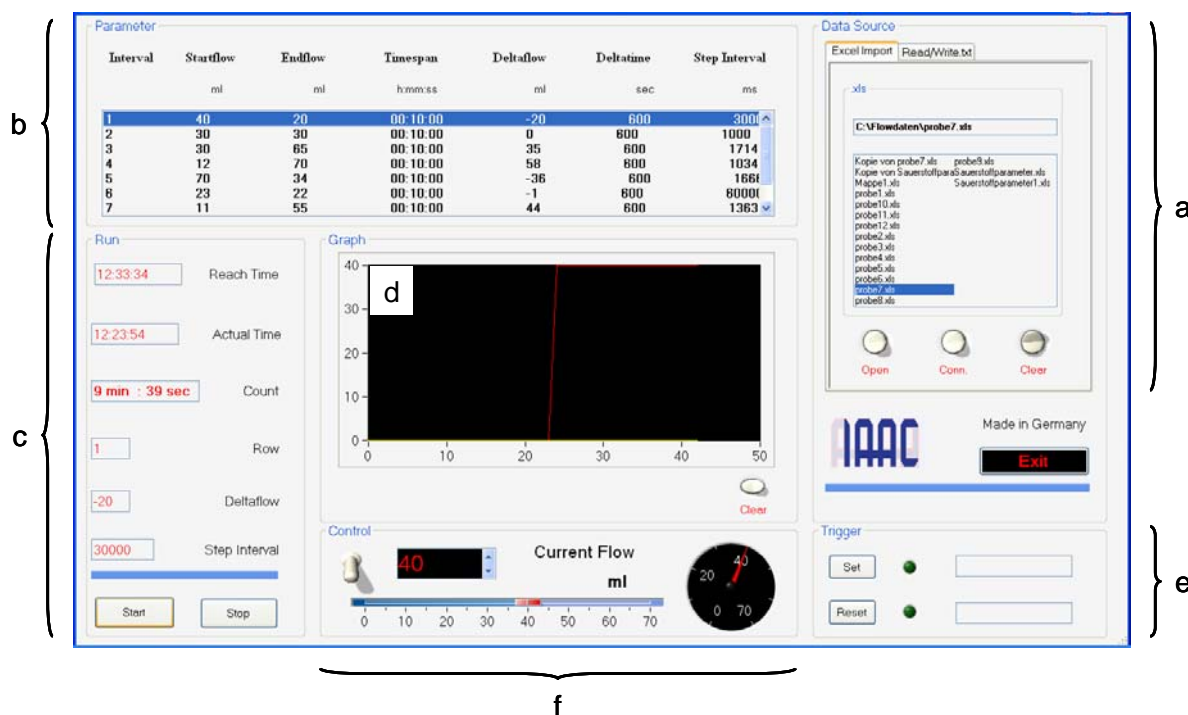 Parameter
Interval Startflow Endflow Timespan Deltaflow Deltatime Step Interval
ml ml h:mm:ss ml sec ms
1 40 20 00:10:00 -20 600 3000
2 30 30 00:10:00 0 600 1000
3 30 65 00:10:00 35 600 1714
4 12 70 00:10:00 58 600 1034
5 70 34 00:10:00 -36 600 1666
6 23 22 00:10:00 -1 600 60000
7 11 55 00:10:00 44 600 1363
b
Data Source
Excel Import Read/Write.txt
.xls
C:\Flowdaten\probe7.xls
Kopie von probe7.xls probe9.xls
Kopie von SauerstoffparaSauerstoffparameter.xls
Mappe1.xls Sauerstoffparameter1.xls
probe1.xls
probe10.xls
probe11.xls
probe12.xls
probe2.xls
probe3.xls
probe4.xls
probe5.xls
probe6.xls
probe7.xls
probe8.xls
Open Conn. Clear
a
Run
12:33:34 Reach Time
12:23:54 Actual Time
9 min : 39 sec Count
1 Row
-20 Deltaflow
30000 Step Interval
Start Stop
c
Graph
d
40
30
20
10
0
0 10 20 30 40 50
Clear
IAAC
Made in Germany
Exit
Control
40
Current Flow
ml
0 10 20 30 40 50 60 70
20 40
0 70
f
Trigger
Set
Reset
e